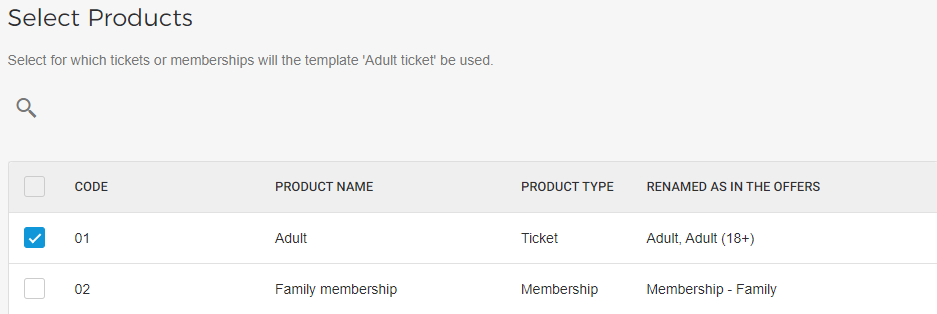 Select Products
Select for which tickets or memberships will the template 'Adult ticket' be used.
CODE PRODUCT NAME PRODUCT TYPE RENAMED AS IN THE OFFERS
01 Adult Ticket Adult, Adult (18+)
02 Family membership Membership Membership - Family